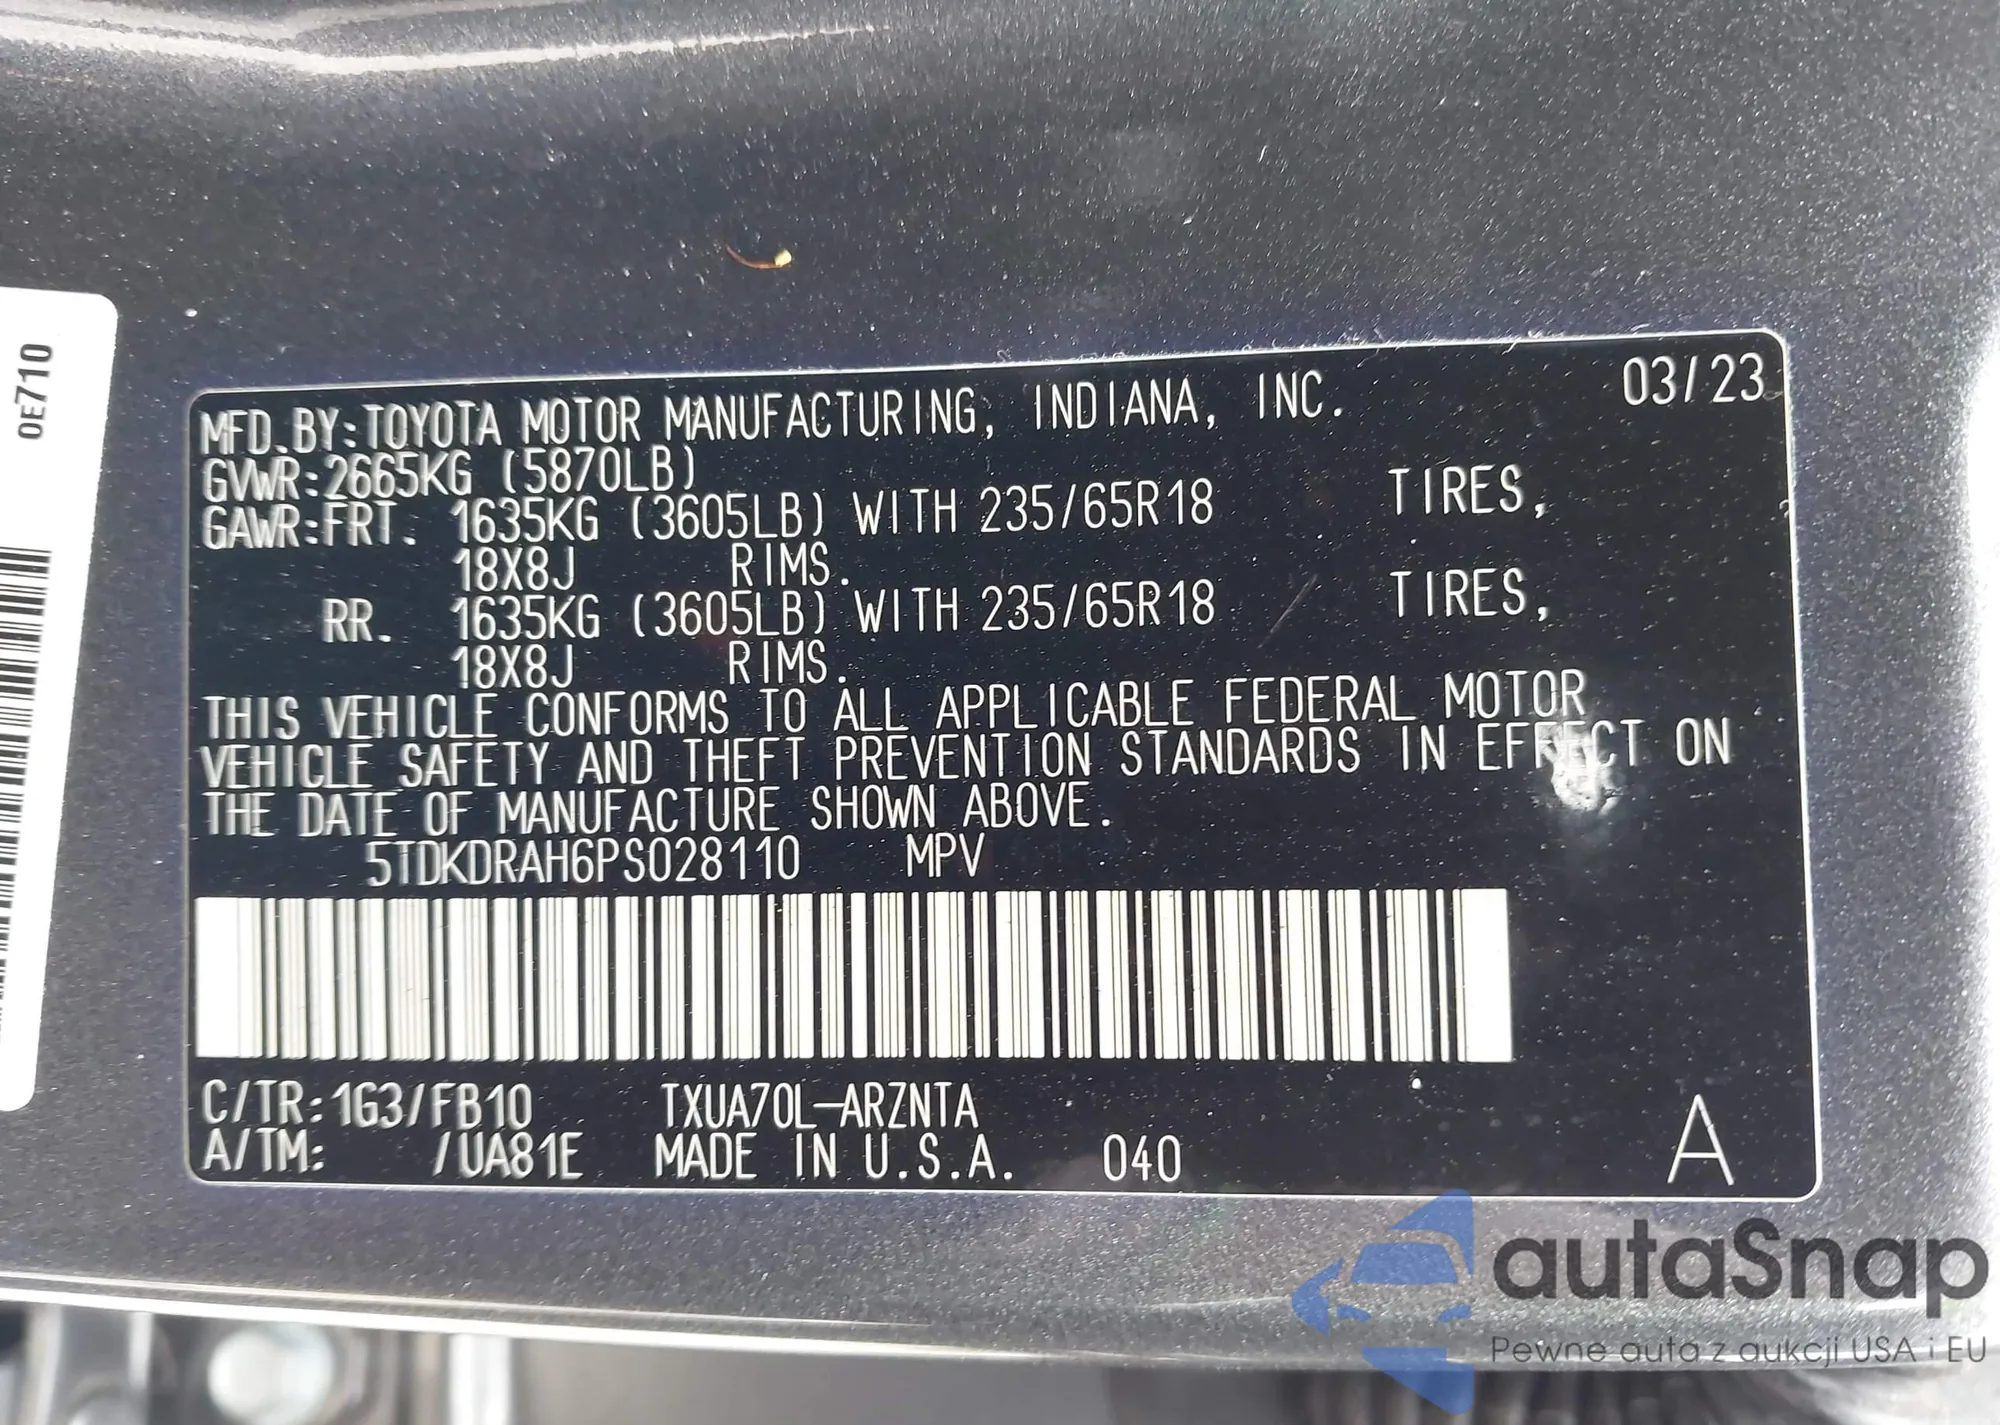 0E710
MFD.BY:TOYOTA MOTOR MANUFACTURING, INDIANA, INC. 03/23
GVWR:2665KG (5870LB)
GAWR:FRT. 1635KG (3605LB) WITH 235/65R18 TIRES,
18X8J RIMS.
RR. 1635KG (3605LB) WITH 235/65R18 TIRES,
18X8J RIMS.
THIS VEHICLE CONFORMS TO ALL APPLICABLE FEDERAL MOTOR
VEHICLE SAFETY AND THEFT PREVENTION STANDARDS IN EFFECT ON
THE DATE OF MANUFACTURE SHOWN ABOVE.
5TDKDRAH6PS028110 MPV
C/TR:1G3/FB10 TXUA70L-ARZNTA
A/TM: /UA81E MADE IN U.S.A. 040 A
autaSnap
Pewne auta z aukcji USA i EU